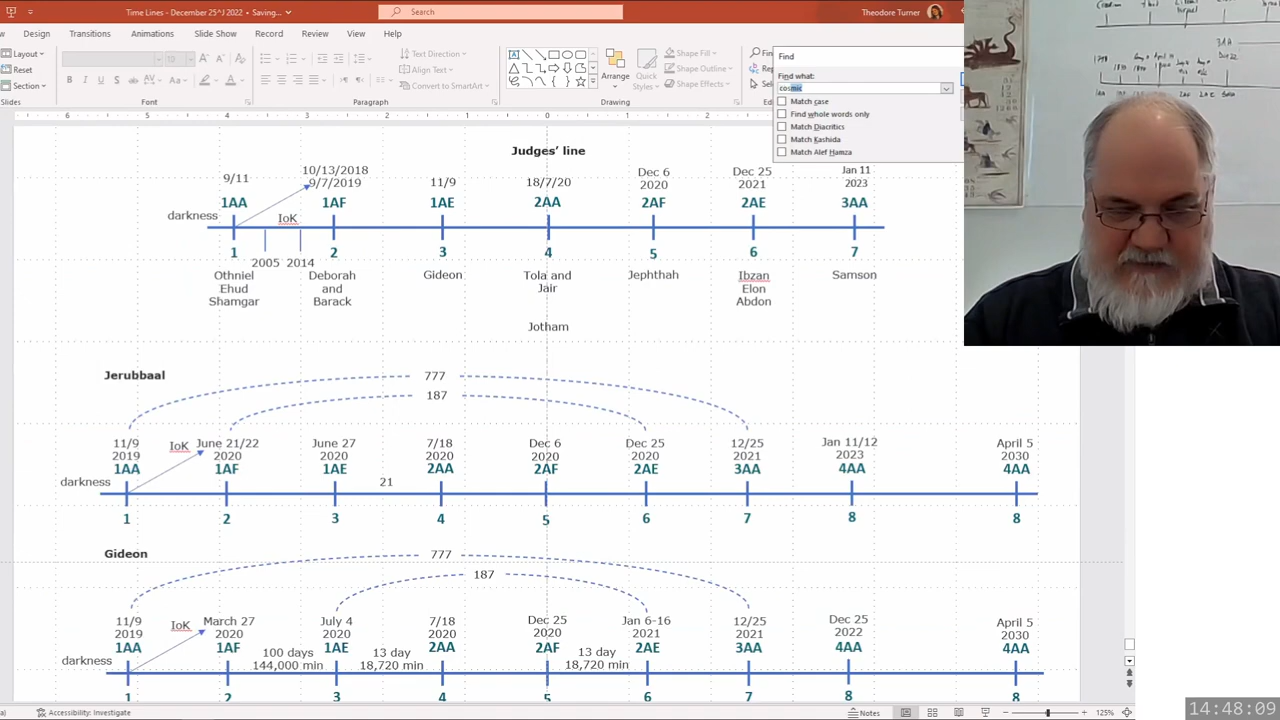 Time Lines - December 25^J 2022 - Saving...
Search
Theodore Turner
Design Transitions Animations Slide Show Record Review View Help
Layout
Reset
Section
Text Direction
Align Text
Convert to SmartArt
Arrange
Quick Styles
Shape Fill
Shape Outline
Shape Effects
Slides Font Paragraph Drawing
Find
Find what:
cosmic
Match case
Find whole words only
Match Diacritics
Match Kashida
Match Alef Hamza
6 5 4 3 2 1 0 1 2
Judges' line
9/11 10/13/2018 9/7/2019 11/9 18/7/20 Dec 6 2020 Dec 25 2021 Jan 11 2023
1AA 1AF 1AE 2AA 2AF 2AE 3AA
darkness IoK
1 2 3 4 5 6 7
2005 2014
Othniel Ehud Shamgar
Deborah and Barack
Gideon
Tola and Jair
Jephthah
Ibzan Elon Abdon
Samson
Jotham
Jerubbaal
777
187
11/9 2019 IoK June 21/22 2020 June 27 2020 7/18 2020 Dec 6 2020 Dec 25 2020 12/25 2021 Jan 11/12 2023 April 5 2030
1AA 1AF 1AE 2AA 2AF 2AE 3AA 4AA 4AA
darkness 21
1 2 3 4 5 6 7 8 8
Gideon
777
187
11/9 2019 IoK March 27 2020 July 4 2020 7/18 2020 Dec 25 2020 Jan 6-16 2021 12/25 2021 Dec 25 2022 April 5 2030
1AA 1AF 1AE 2AA 2AF 2AE 3AA 4AA 4AA
darkness 100 days 144,000 min 13 day 18,720 min 13 day 18,720 min
1 2 3 4 5 6 7 8 8
Accessibility: Investigate
Notes
125%
14:48:09